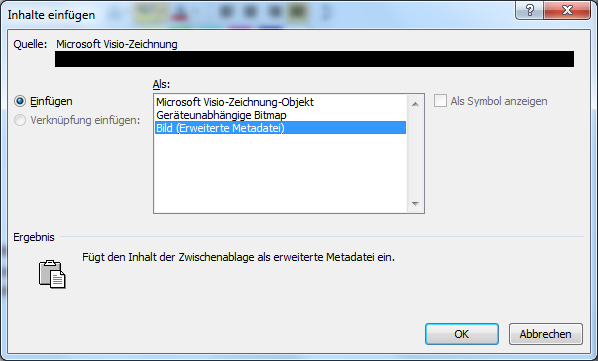 Inhalte einfügen
Quelle: Microsoft Visio-Zeichnung
Als:
Einfügen
Verknüpfung einfügen:
Microsoft Visio-Zeichnung-Objekt
Geräteunabhängige Bitmap
Bild (Erweiterte Metadatei)
Als Symbol anzeigen
Ergebnis
Fügt den Inhalt der Zwischenablage als erweiterte Metadatei ein.
OK
Abbrechen